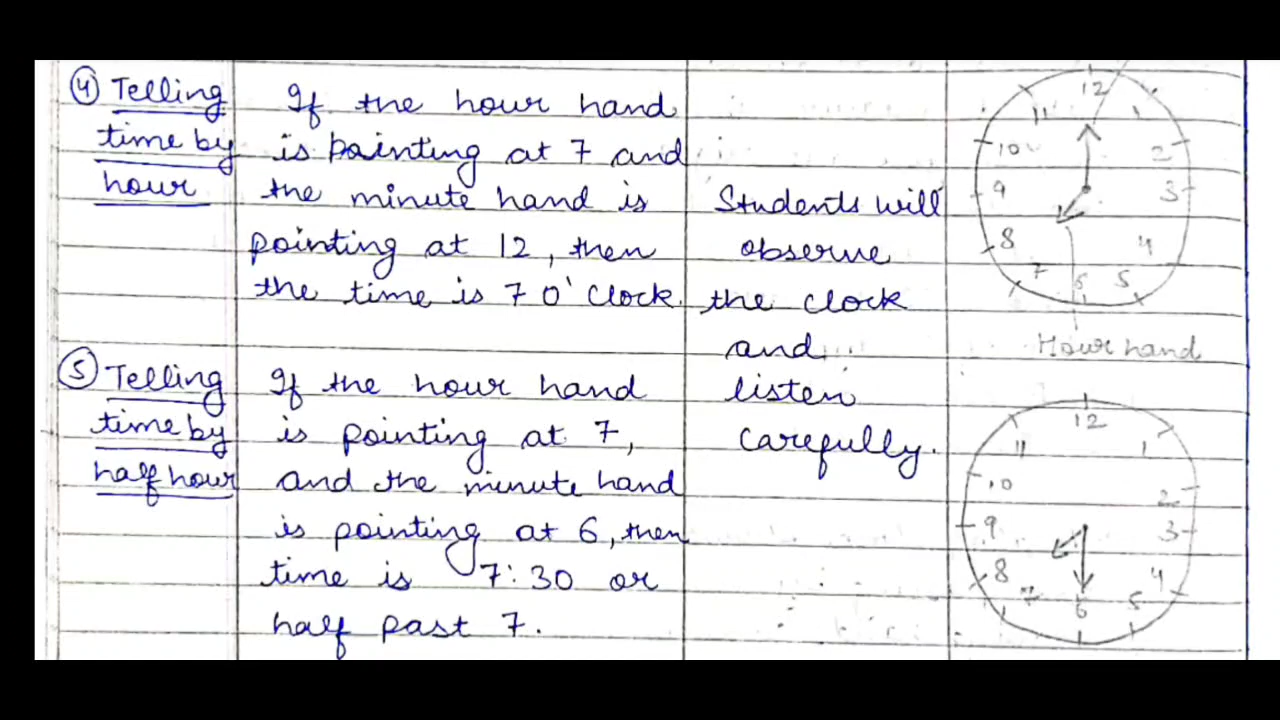 ④ Telling
time by
hour
If the hour hand
is pointing at 7 and
the minute hand is
pointing at 12, then
the time is 7 O'Clock.
⑤ Telling
time by
half hour
If the hour hand
is pointing at 7,
and the minute hand
is pointing at 6, then
time is 7:30 or
half past 7.
Students will
observe
the clock
and
listen
carefully.
12
11 1
10 2
9 3
8 4
7 6 5
Hour hand
12
11 1
10 2
9 3
8 4
7 6 5